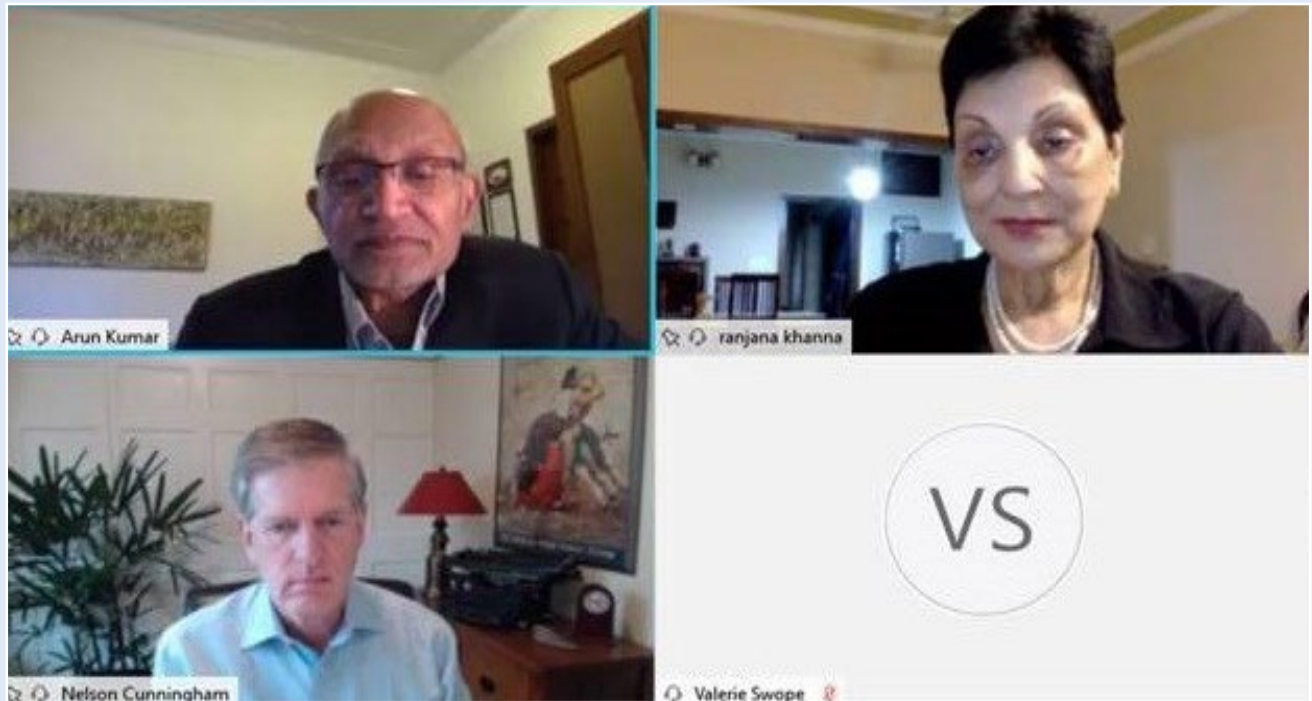 Arun Kumar
ranjana khanna
VS
Nelson Cunningham
Valerie Swope